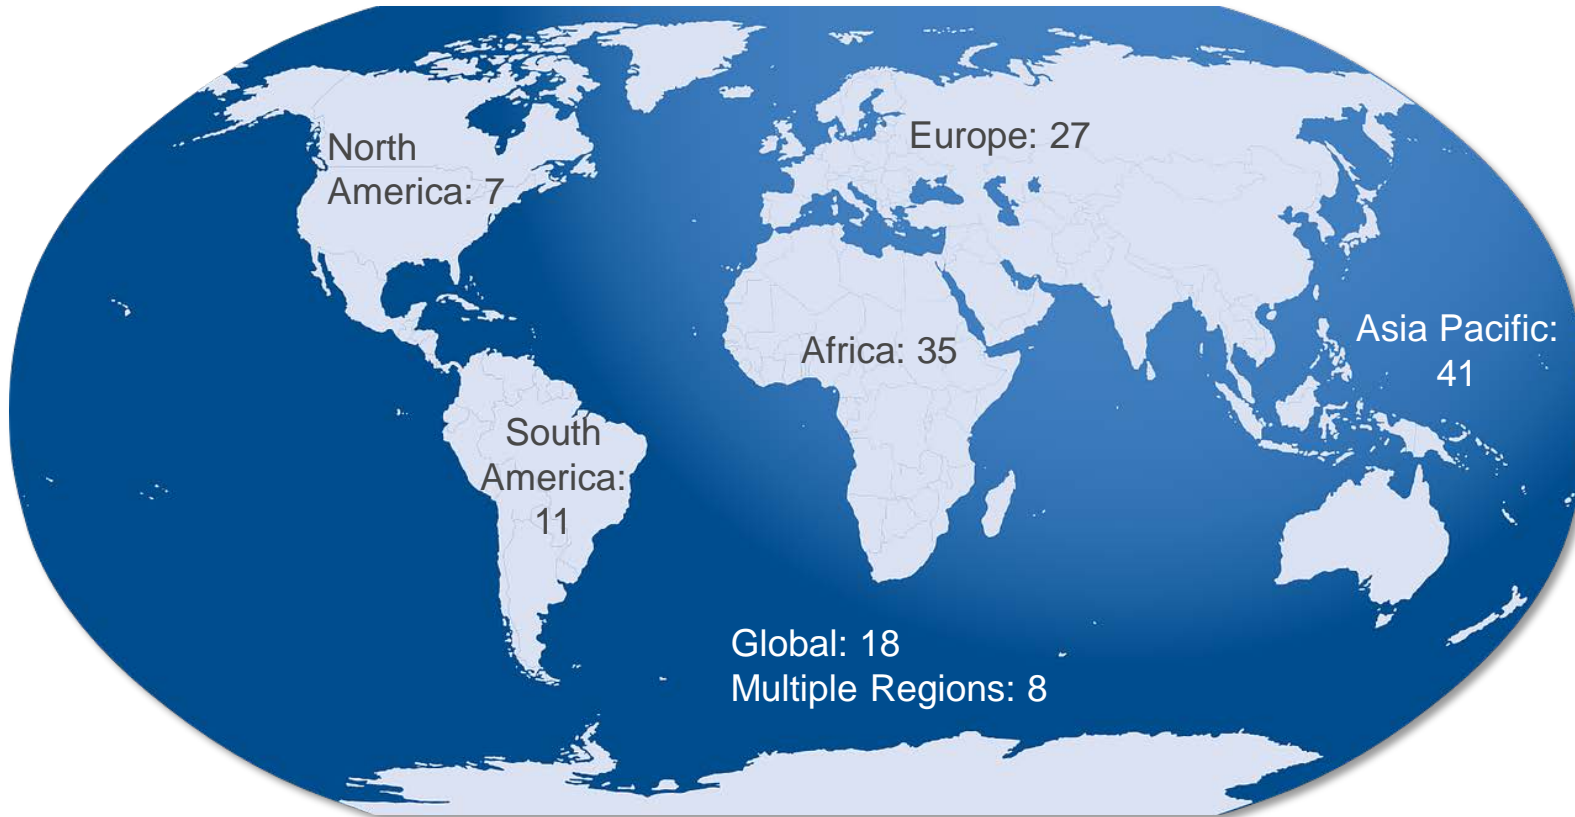 North
America: 7
Europe: 27
Africa: 35
Asia Pacific:
41
South
America:
11
Global: 18
Multiple Regions: 8